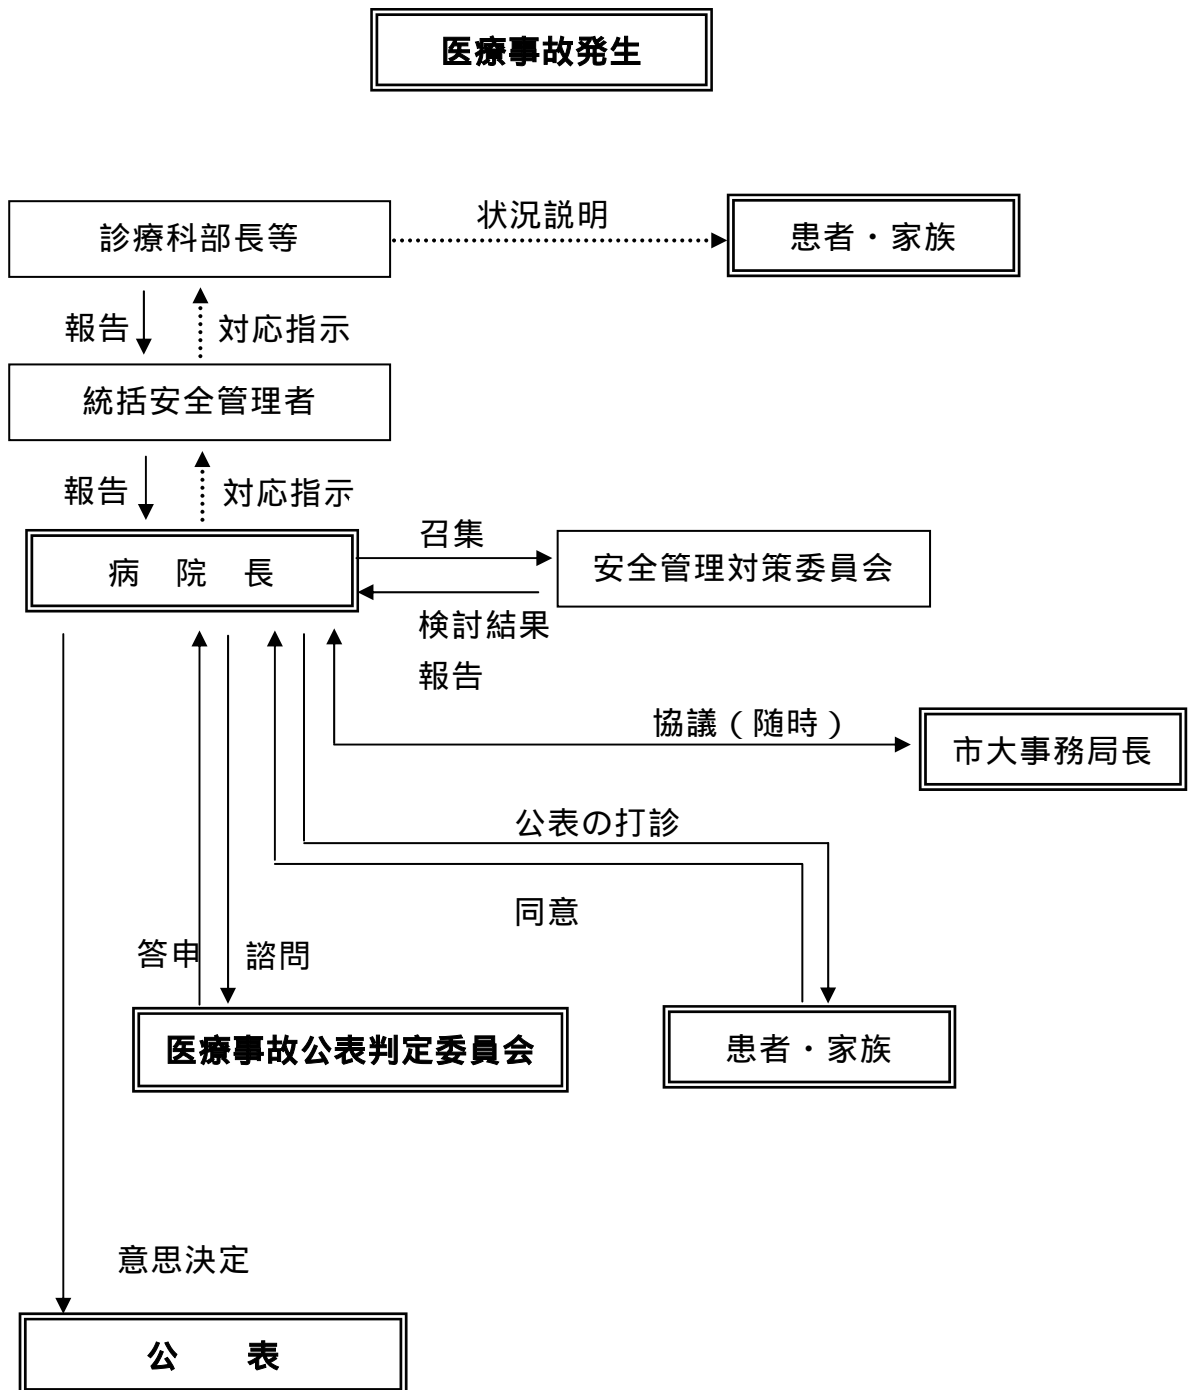 医療事故発生
状況説明
診療科部長等
患者・家族
報告
対応指示
統括安全管理者
報告
対応指示
召集
病　院　長
安全管理対策委員会
検討結果
報告
協議（随時）
市大事務局長
公表の打診
同意
答申
諮問
医療事故公表判定委員会
患者・家族
意思決定
公　　表